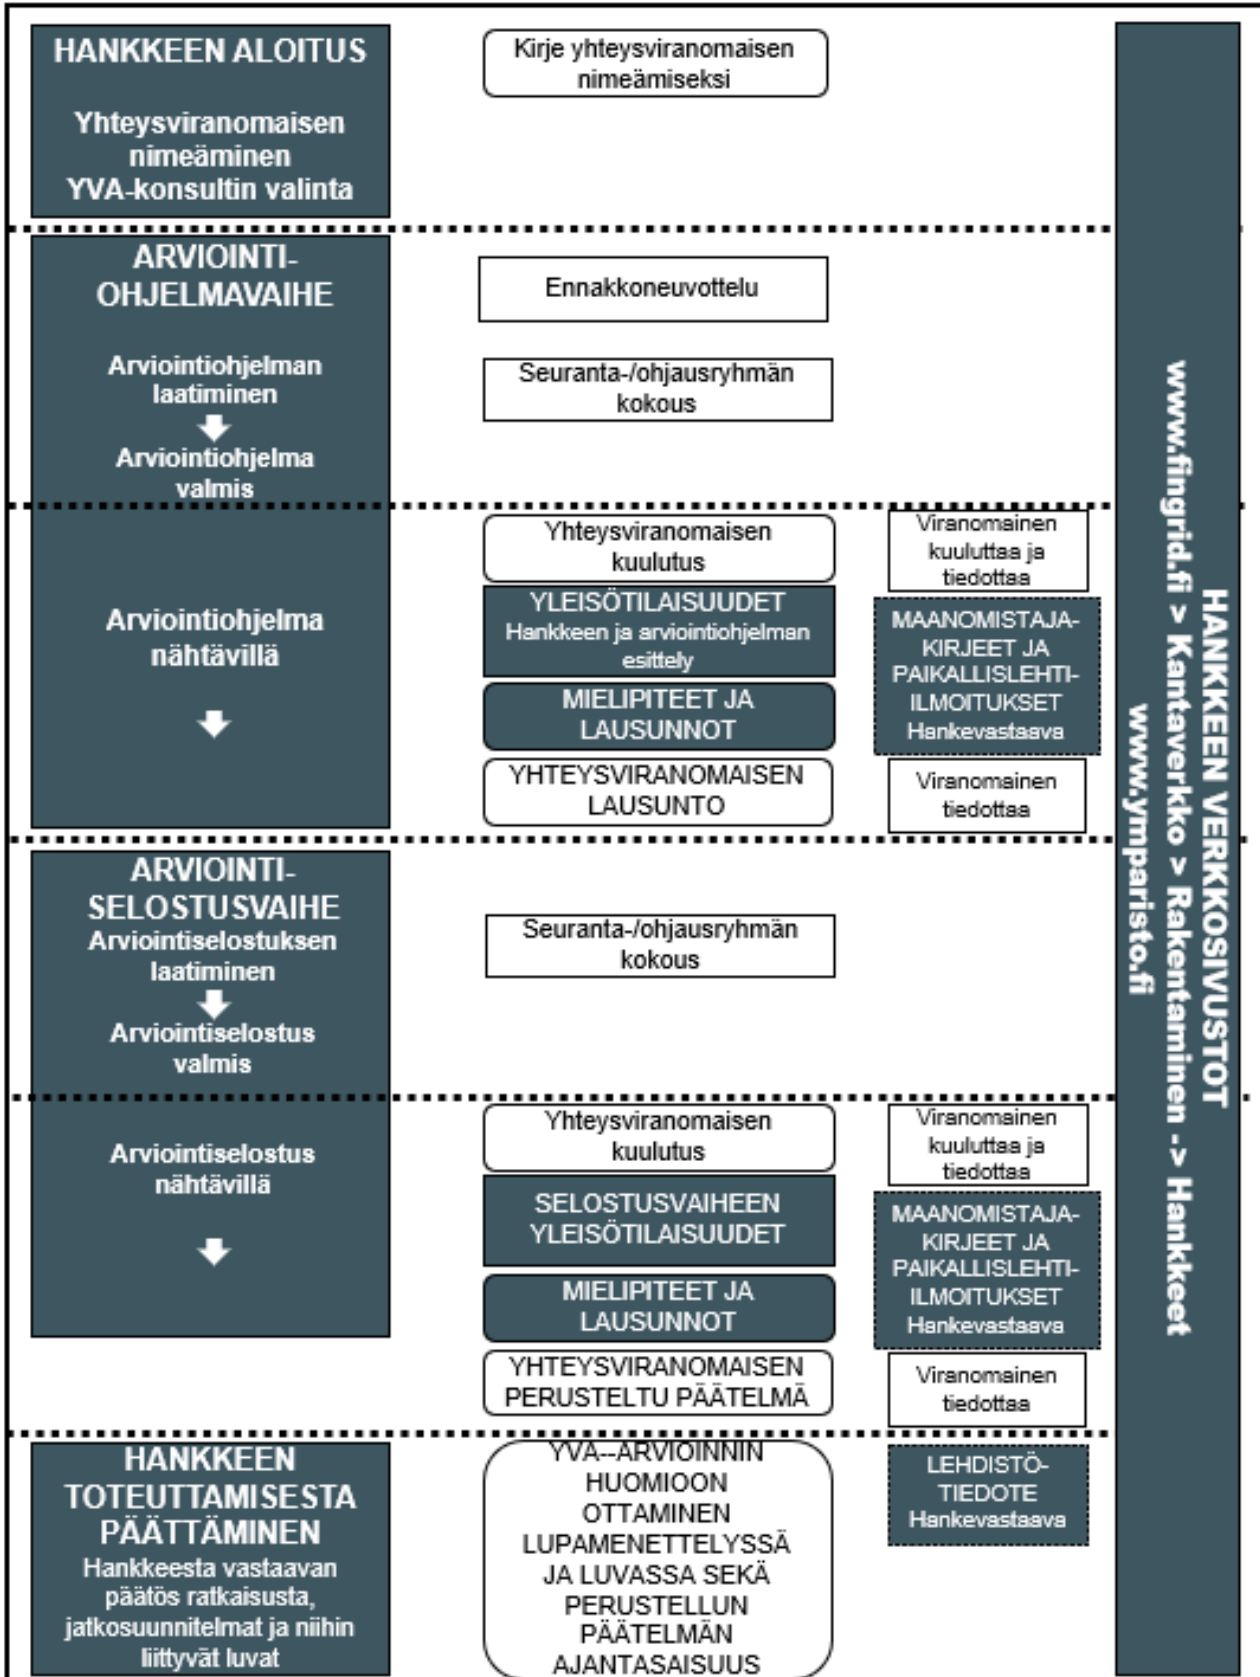 HANKKEEN ALOITUS
Yhteysviranomaisen
nimeäminen
YVA-konsultin valinta
Kirje yhteysviranomaisen
nimeämiseksi
ARVIOINTI-
OHJELMAVAIHE
Arviointiohjelman
laatiminen
Arviointiohjelma
valmis
Ennakkoneuvottelu
Seuranta-/ohjausryhmän
kokous
Arviointiohjelma
nähtävillä
Yhteysviranomaisen
kuulutus
YLEISÖTILAISUUDET
Hankkeen ja arviointiohjelman
esittely
MIELIPITEET JA
LAUSUNNOT
YHTEYSVIRANOMAISEN
LAUSUNTO
Viranomainen
kuuluttaa ja
tiedottaa
MAANOMISTAJA-
KIRJEET JA
PAIKALLISLEHTI-
ILMOITUKSET
Hankevastaava
Viranomainen
tiedottaa
ARVIOINTI-
SELOSTUSVAIHE
Arviointiselostuksen
laatiminen
Arviointiselostus
valmis
Seuranta-/ohjausryhmän
kokous
Arviointiselostus
nähtävillä
Yhteysviranomaisen
kuulutus
SELOSTUSVAIHEEN
YLEISÖTILAISUUDET
MIELIPITEET JA
LAUSUNNOT
YHTEYSVIRANOMAISEN
PERUSTELTU PÄÄTELMÄ
Viranomainen
kuuluttaa ja
tiedottaa
MAANOMISTAJA-
KIRJEET JA
PAIKALLISLEHTI-
ILMOITUKSET
Hankevastaava
Viranomainen
tiedottaa
HANKKEEN
TOTEUTTAMISESTA
PÄÄTTÄMINEN
Hankkeesta vastaavan
päätös ratkaisusta,
jatkosuunnitelmat ja niihin
liittyvät luvat
YVA--ARVIOINNIN
HUOMIOON
OTTAMINEN
LUPAMENETTELYSSÄ
JA LUVASSA SEKÄ
PERUSTELLUN
PÄÄTELMÄN
AJANTASAISUUS
LEHDISTÖ-
TIEDOTE
Hankevastaava
HANKKEEN VERKKOSIVUSTOT
www.fingrid.fi > Kantaverkko > Rakentaminen -> Hankkeet
www.ymparisto.fi